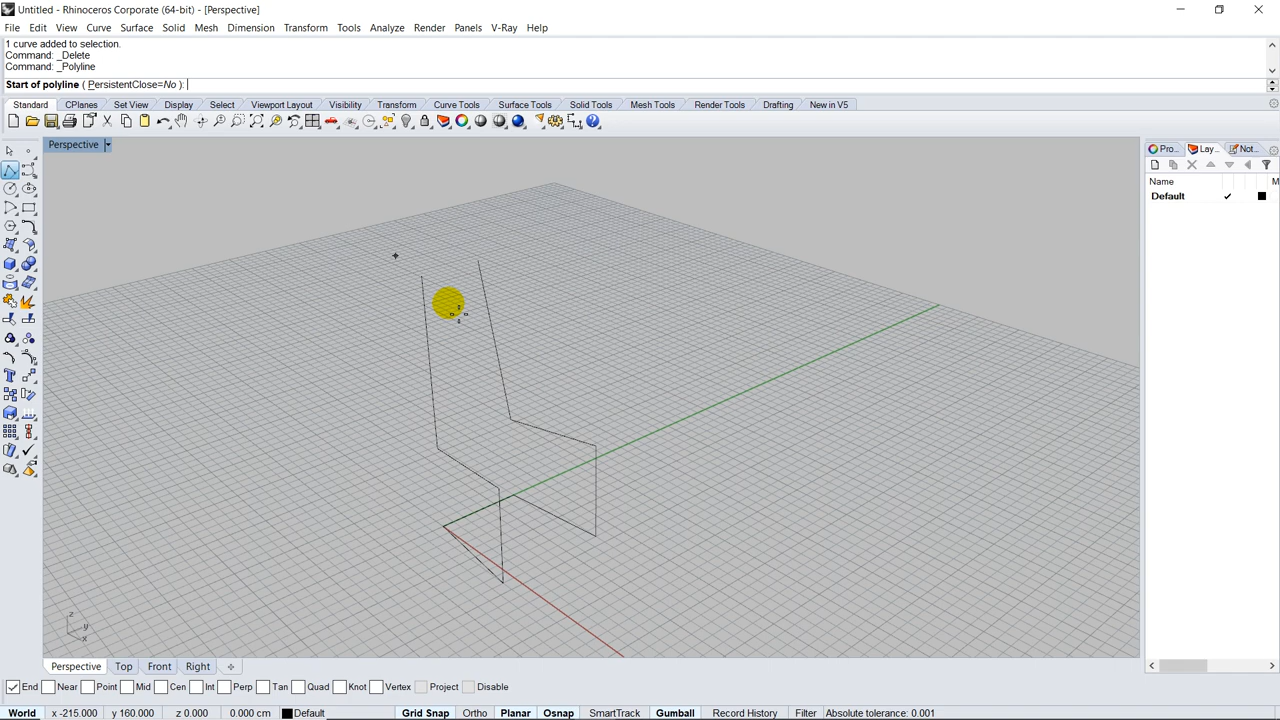 Untitled - Rhinoceros Corporate (64-bit) - [Perspective]
File Edit View Curve Surface Solid Mesh Dimension Transform Tools Analyze Render Panels V-Ray Help
1 curve added to selection.
Command: _Delete
Command: _Polyline
Start of polyline ( PersistentClose=No ):
Standard CPlanes Set View Display Select Viewport Layout Visibility Transform Curve Tools Surface Tools Solid Tools Mesh Tools Render Tools Drafting New in V5
Perspective
Pro... Lay... Not...
Name M
Default
z
y
x
Perspective Top Front Right
End Near Point Mid Cen Int Perp Tan Quad Knot Vertex Project Disable
World x -215.000 y 160.000 z 0.000 0.000 cm Default Grid Snap Ortho Planar Osnap SmartTrack Gumball Record History Filter Absolute tolerance: 0.001